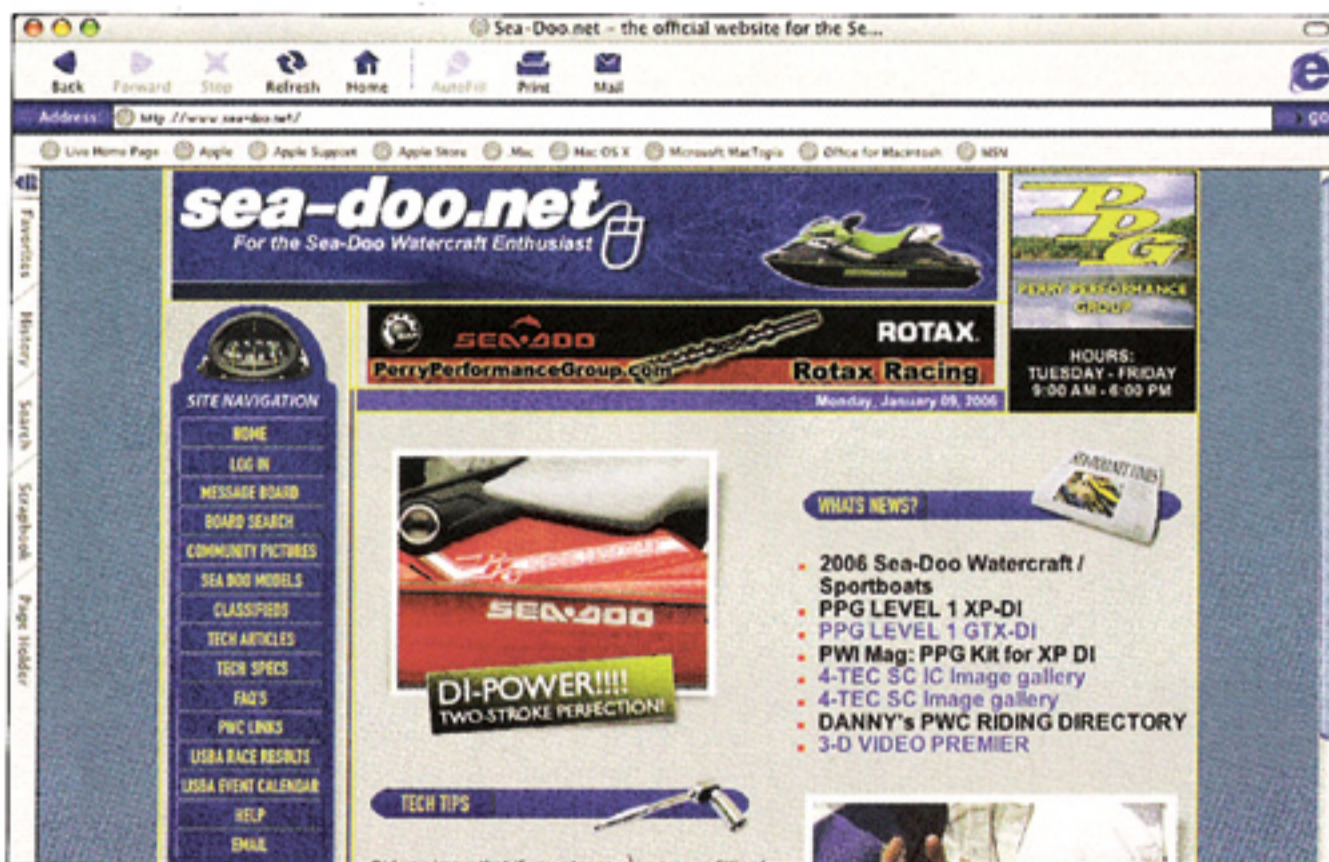 Sea-Doo.net – the official website for the Se...
Back Forward Stop Refresh Home AutoFill Print Mail
Address: http://www.sea-doo.net/ go
Live Home Page Apple Apple Support Apple Store .Mac Mac OS X Microsoft MacTopia Office for Macintosh MSN
Favorites
History
Search
Scrapbook
Page Holder
sea-doo.net
For the Sea-Doo Watercraft Enthusiast
PPG
PERRY PERFORMANCE
GROUP
HOURS:
TUESDAY - FRIDAY
9:00 AM - 6:00 PM
SEA-DOO ROTAX.
PerryPerformanceGroup.com Rotax Racing
Monday, January 09, 2006
SITE NAVIGATION
HOME
LOG IN
MESSAGE BOARD
BOARD SEARCH
COMMUNITY PICTURES
SEA DOO MODELS
CLASSIFIEDS
TECH ARTICLES
TECH SPECS
FAQ'S
PWC LINKS
IJSBA RACE RESULTS
IJSBA EVENT CALENDAR
HELP
EMAIL
SEA-DOO
DI-POWER!!!!
TWO-STROKE PERFECTION!
WHATS NEWS?
2006 Sea-Doo Watercraft /
Sportboats
PPG LEVEL 1 XP-DI
PPG LEVEL 1 GTX-DI
PWI Mag: PPG Kit for XP DI
4-TEC SC IC Image gallery
4-TEC SC Image gallery
DANNY's PWC RIDING DIRECTORY
3-D VIDEO PREMIER
TECH TIPS